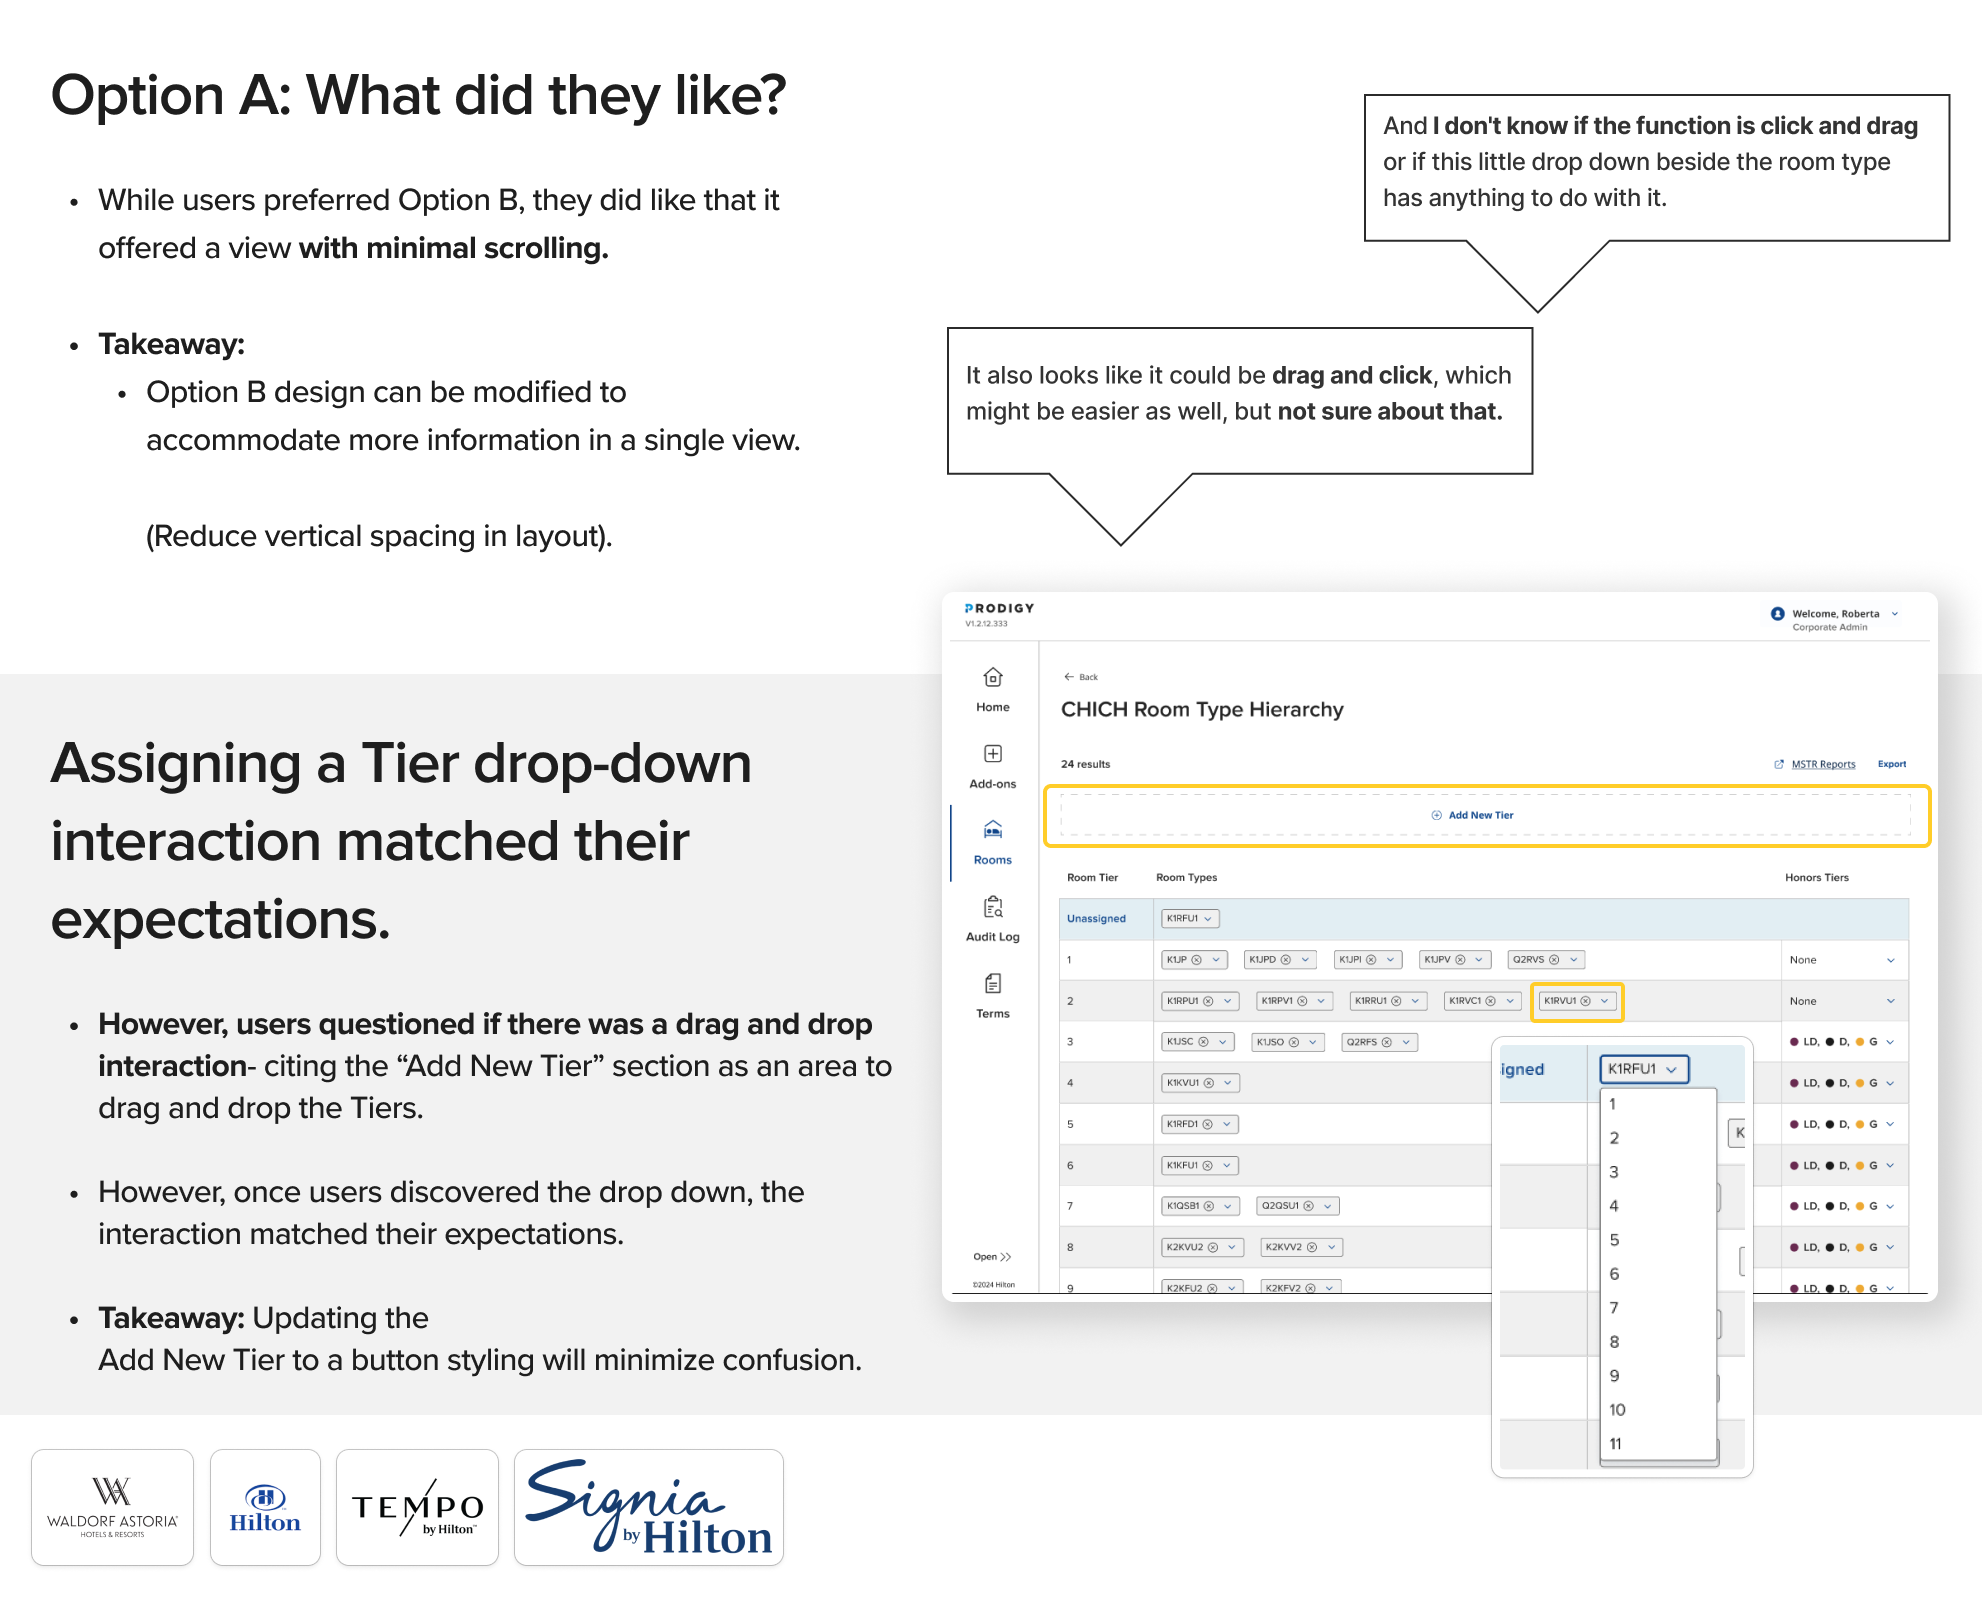 Option A: What did they like?
• While users preferred Option B, they did like that it
offered a view with minimal scrolling.
• Takeaway:
• Option B design can be modified to
accommodate more information in a single view.
(Reduce vertical spacing in layout).
And I don't know if the function is click and drag
or if this little drop down beside the room type
has anything to do with it.
It also looks like it could be drag and click, which
might be easier as well, but not sure about that.
Assigning a Tier drop-down
interaction matched their
expectations.
• However, users questioned if there was a drag and drop
interaction- citing the “Add New Tier” section as an area to
drag and drop the Tiers.
• However, once users discovered the drop down, the
interaction matched their expectations.
• Takeaway: Updating the
Add New Tier to a button styling will minimize confusion.
PRODIGY
V1.2.12.333
Welcome, Roberta
Corporate Admin
Home
Add-ons
Rooms
Audit Log
Terms
Open >>
©2024 Hilton
← Back
CHICH Room Type Hierarchy
24 results
MSTR Reports Export
Add New Tier
Room Tier Room Types Honors Tiers
Unassigned K1RFU1
1 K1JP K1JPD K1JPI K1JPV Q2RVS None
2 K1RPU1 K1RPV1 K1RRU1 K1RVC1 K1RVU1 None
3 K1JSC K1JSO Q2RFS LD, D, G
4 K1KVU1 LD, D, G
5 K1RFD1 LD, D, G
6 K1KFU1 LD, D, G
7 K1QSB1 Q2QSU1 LD, D, G
8 K2KVU2 K2KVV2 LD, D, G
9 K2KFU2 K2KFV2 LD, D, G
igned K1RFU1
1
2
K
3
4
5
6
7
8
9
10
11
WALDORF ASTORIA
HOTELS & RESORTS
Hilton
TEMPO
by Hilton
Signia
by Hilton